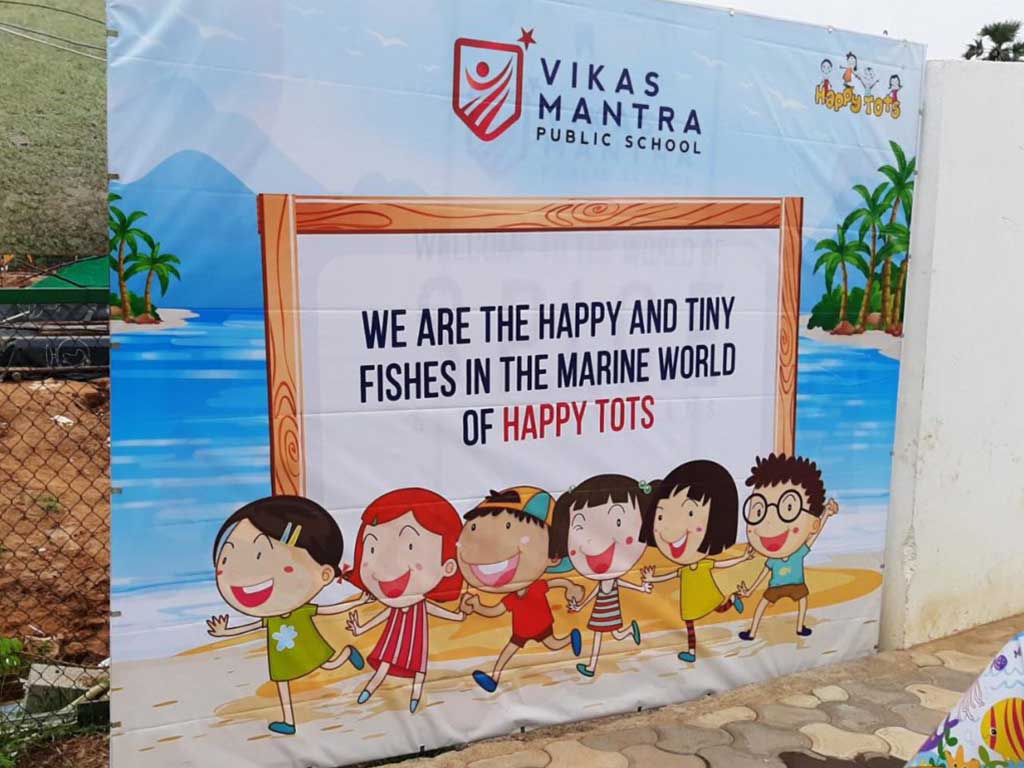 VIKAS
MANTRA
PUBLIC SCHOOL
Happy TOTS
WE ARE THE HAPPY AND TINY
FISHES IN THE MARINE WORLD
OF HAPPY TOTS